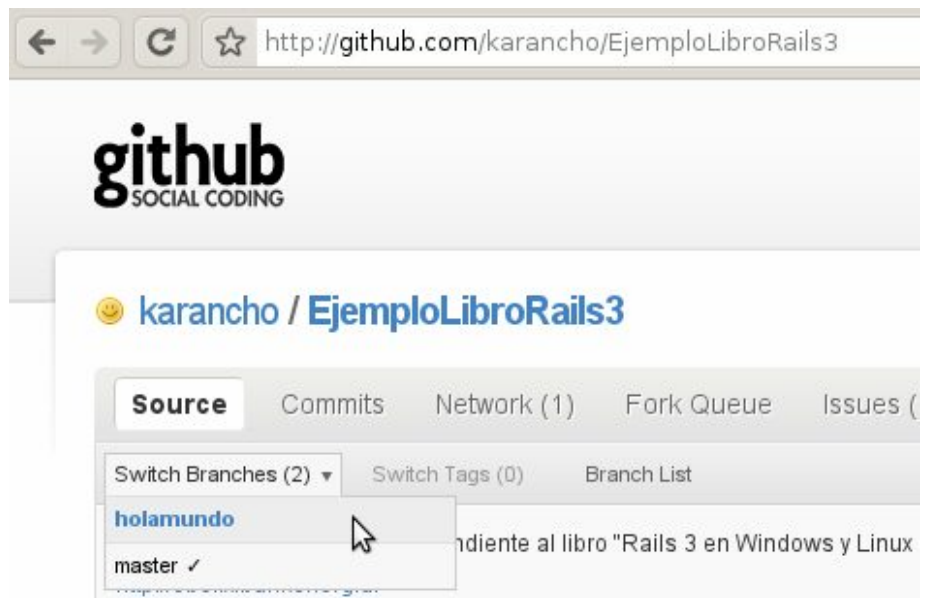 http://github.com/karancho/EjemploLibroRails3
github
SOCIAL CODING
karancho / EjemploLibroRails3
Source Commits Network (1) Fork Queue Issues (
Switch Branches (2) ▾ Switch Tags (0) Branch List
holamundo
ndiente al libro "Rails 3 en Windows y Linux
master ✓